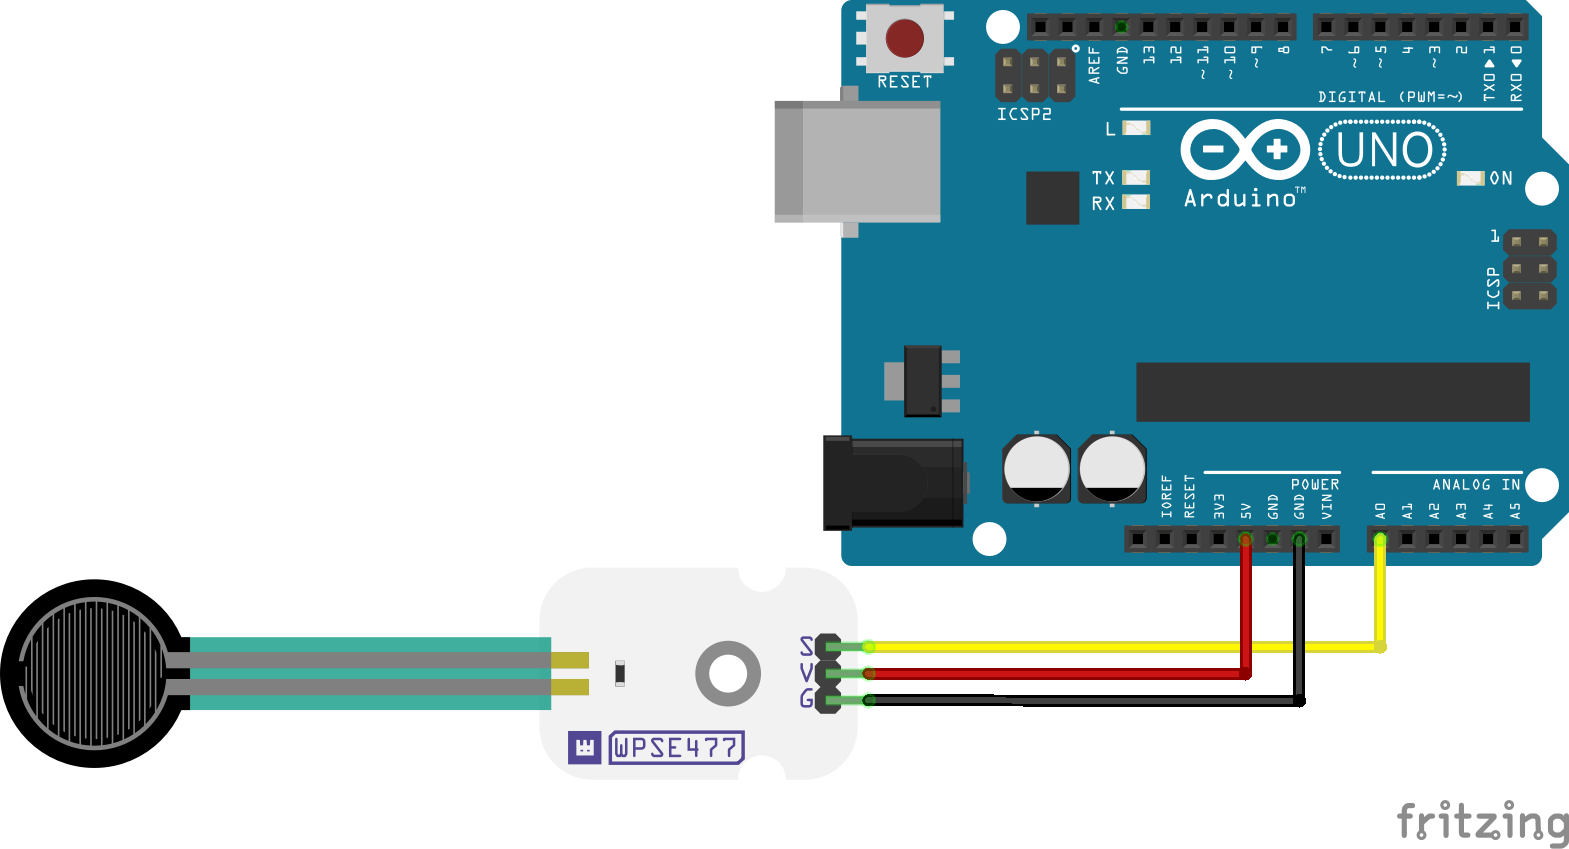 RESET
ICSP2
AREF
GND
13
12
~11
~10
~9
8
7
~6
~5
4
~3
2
TX0▶1
RX0◀0
DIGITAL (PWM=~)
L
TX
RX
UNO
Arduino™
ON
1
ICSP
POWER
ANALOG IN
IOREF
RESET
3V3
5V
GND
GND
VIN
A0
A1
A2
A3
A4
A5
S
V
G
WPSE477
fritzing